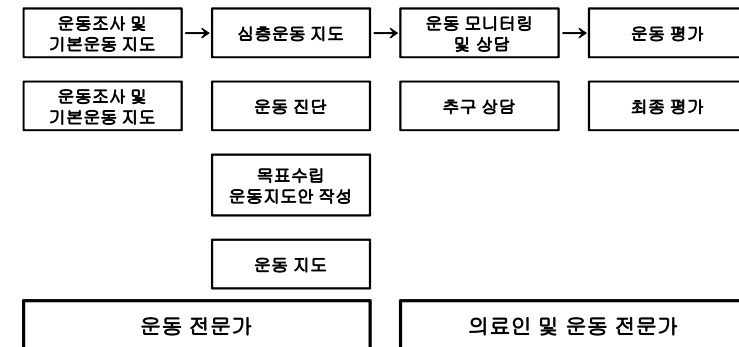 운동조사 및
기본운동 지도
→
심층운동 지도
→
운동 모니터링
및 상담
→
운동 평가
운동조사 및
기본운동 지도
운동 진단
추구 상담
최종 평가
목표수립
운동지도안 작성
운동 지도
운동 전문가
의료인 및 운동 전문가